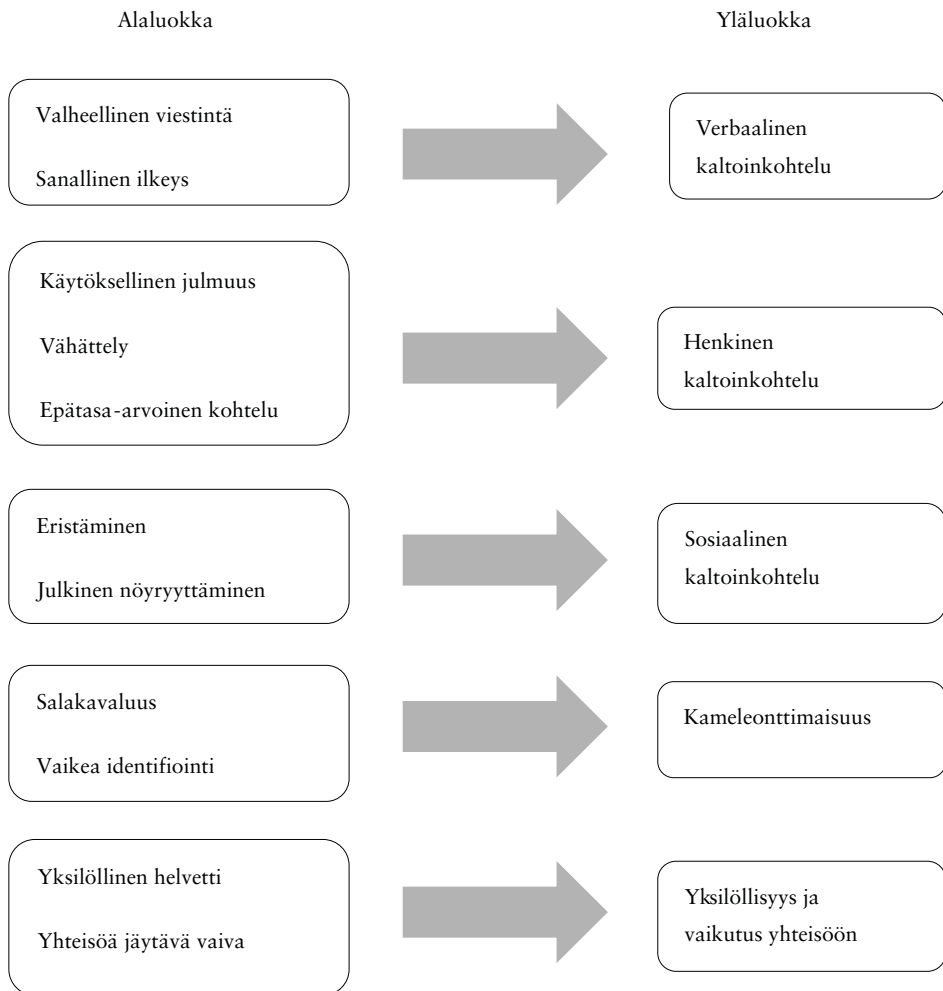 Alaluokka
Yläluokka
Valheellinen viestintä
Sanallinen ilkeys
Verbaalinen
kaltoinkohtelu
Käytöksellinen julmuus
Vähättely
Epätasa-arvoinen kohtelu
Henkinen
kaltoinkohtelu
Eristäminen
Julkinen nöyryyttäminen
Sosiaalinen
kaltoinkohtelu
Salakavaluus
Vaikea identifiointi
Kameleonttimaisuus
Yksilöllinen helvetti
Yhteisöä jäytävä vaiva
Yksilöllisyys ja
vaikutus yhteisöön